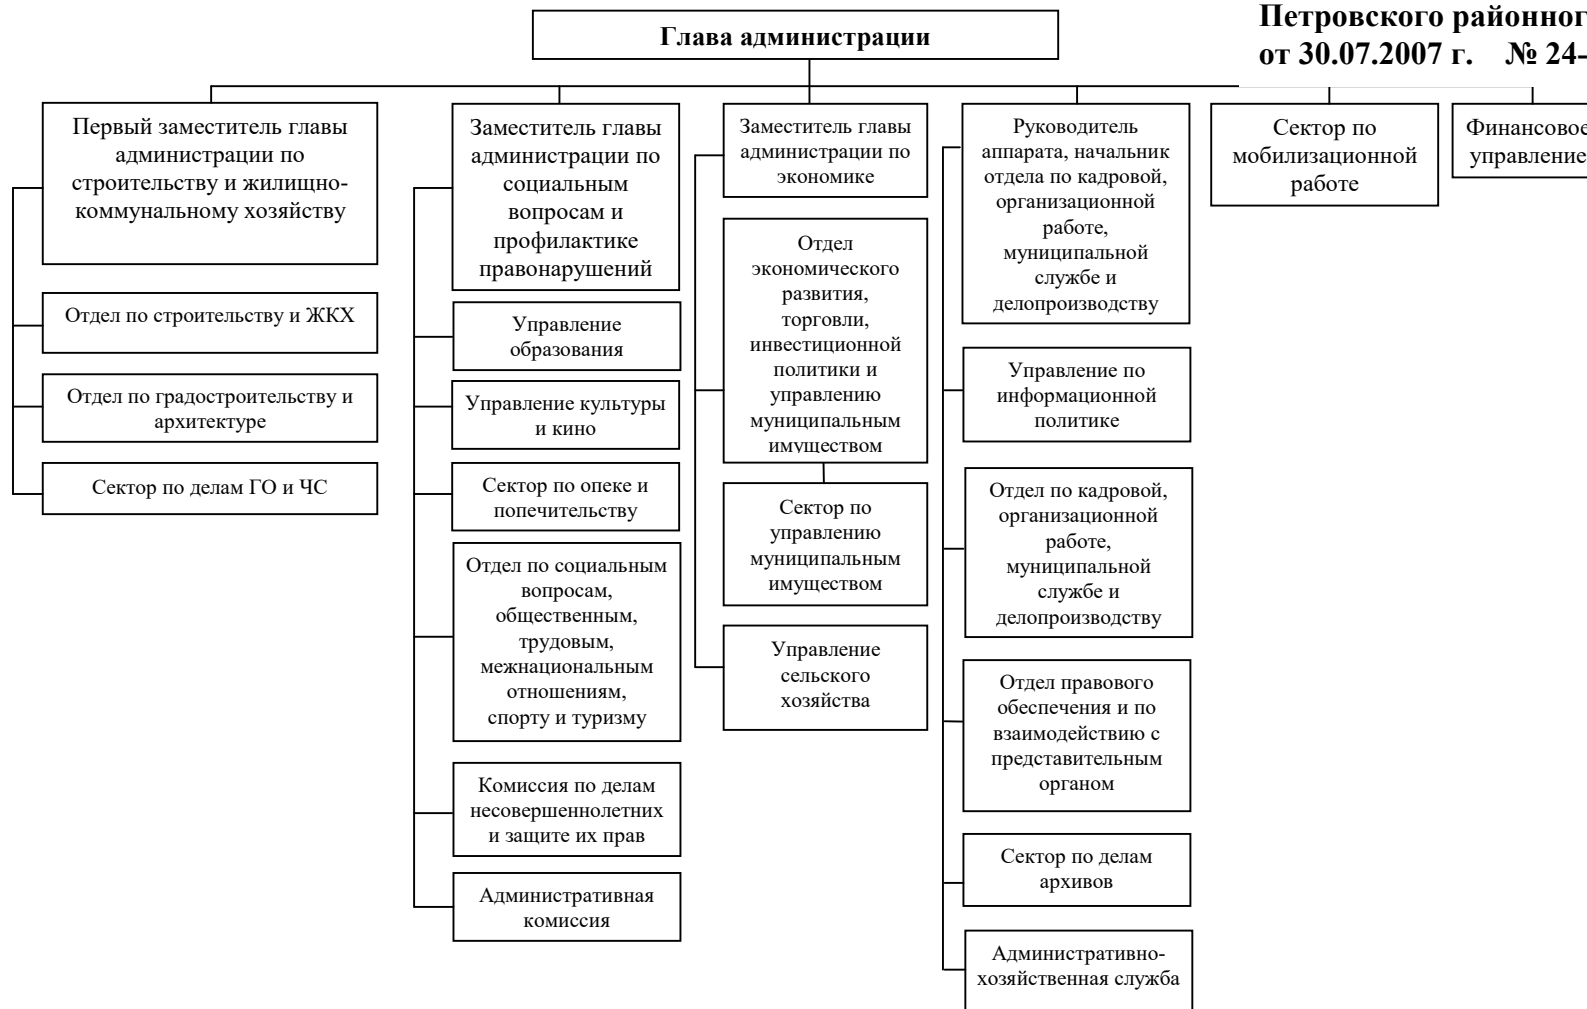 Петровского районног
от 30.07.2007 г. № 24-
Глава администрации
Первый заместитель главы
администрации по
строительству и жилищно-
коммунальному хозяйству
Отдел по строительству и ЖКХ
Отдел по градостроительству и
архитектуре
Сектор по делам ГО и ЧС
Заместитель главы
администрации по
социальным
вопросам и
профилактике
правонарушений
Управление
образования
Управление культуры
и кино
Сектор по опеке и
попечительству
Отдел по социальным
вопросам,
общественным,
трудовым,
межнациональным
отношениям,
спорту и туризму
Комиссия по делам
несовершеннолетних
и защите их прав
Административная
комиссия
Заместитель главы
администрации по
экономике
Отдел
экономического
развития,
торговли,
инвестиционной
политики и
управлению
муниципальным
имуществом
Сектор по
управлению
муниципальным
имуществом
Управление
сельского
хозяйства
Руководитель
аппарата, начальник
отдела по кадровой,
организационной
работе,
муниципальной
службе и
делопроизводству
Управление по
информационной
политике
Отдел по кадровой,
организационной
работе,
муниципальной
службе и
делопроизводству
Отдел правового
обеспечения и по
взаимодействию с
представительным
органом
Сектор по делам
архивов
Административно-
хозяйственная служба
Сектор по
мобилизационной
работе
Финансовое
управление